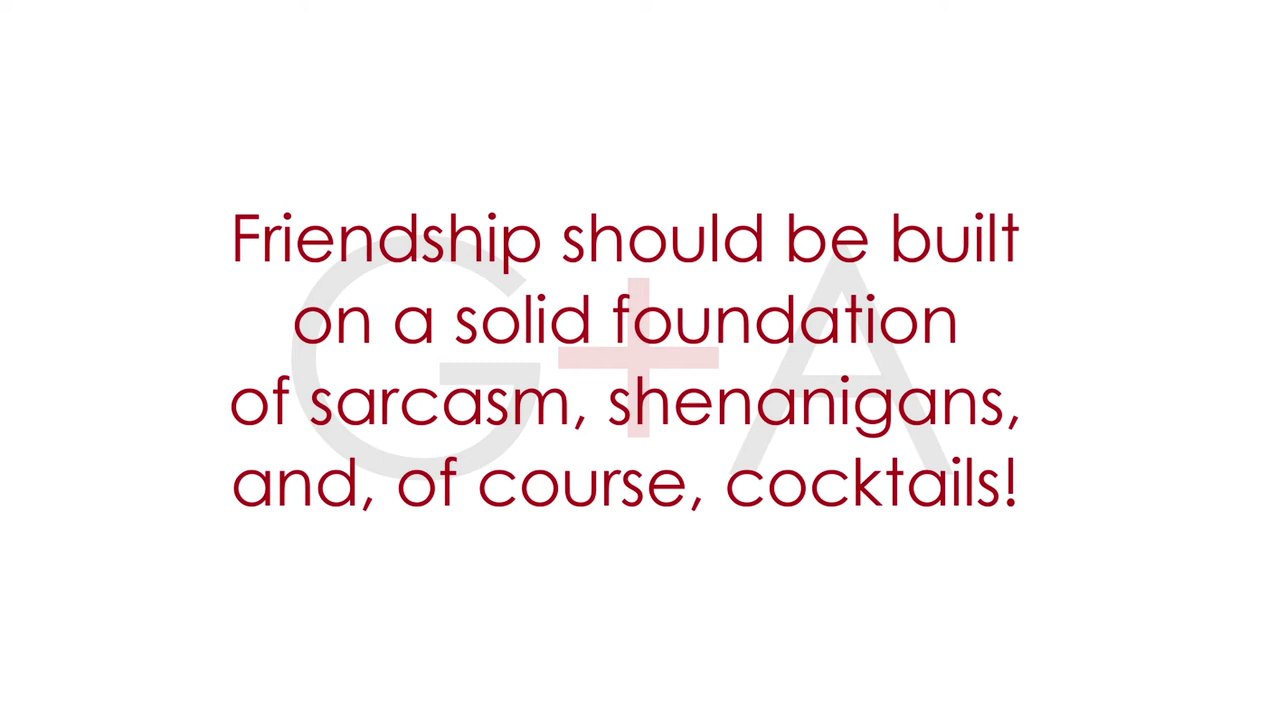 Friendship should be built
on a solid foundation
of sarcasm, shenanigans,
and, of course, cocktails!
G+A